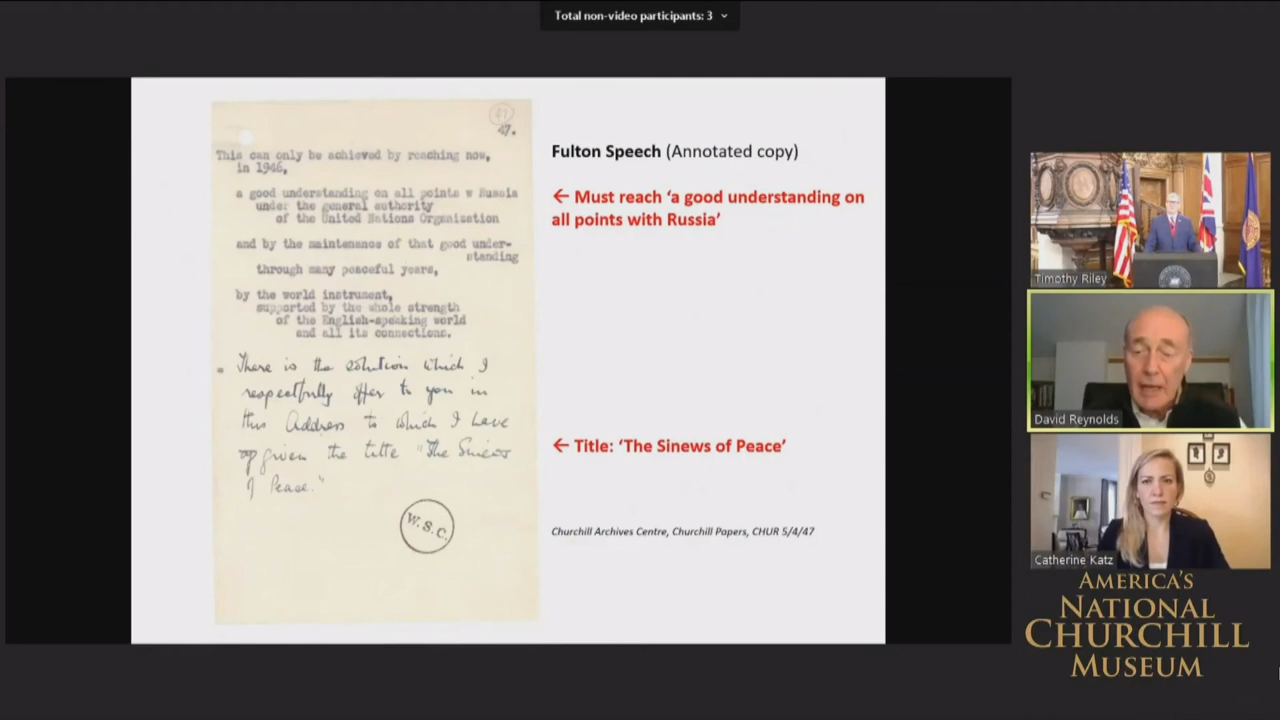 Total non-video participants: 3
47
47.
This can only be achieved by reaching now,
in 1946,
a good understanding on all points w Russia
under the general authority
of the United Nations Organisation
and by the maintenance of that good under-
standing
through many peaceful years,
by the world instrument,
supported by the whole strength
of the English-speaking world
and all its connections.
There is the solution which I
respectfully offer to you in
this Address to which I have
given the title "The Sinews
of Peace."
W.S.C.
Fulton Speech (Annotated copy)
← Must reach ‘a good understanding on
all points with Russia’
← Title: ‘The Sinews of Peace’
Churchill Archives Centre, Churchill Papers, CHUR 5/4/47
Timothy Riley
David Reynolds
Catherine Katz
AMERICA'S
NATIONAL
CHURCHILL
MUSEUM